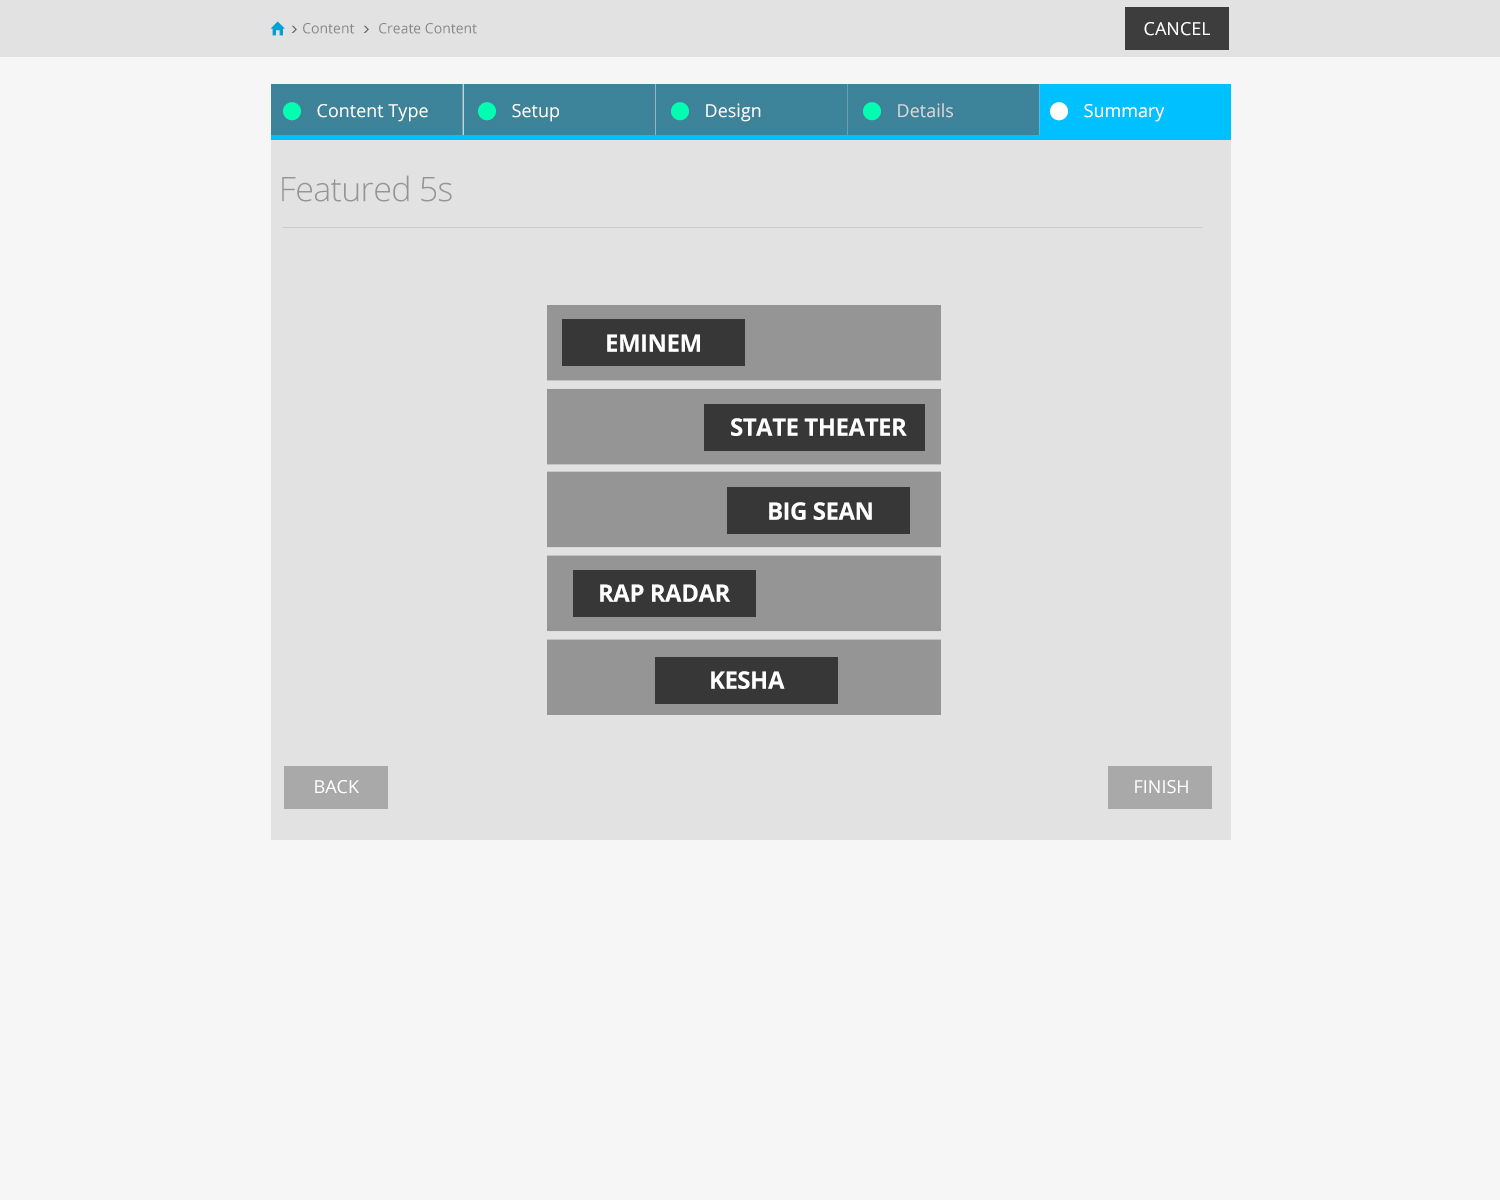 Content > Create Content
CANCEL
Content Type
Setup
Design
Details
Summary
Featured 5s
EMINEM
STATE THEATER
BIG SEAN
RAP RADAR
KESHA
BACK
FINISH